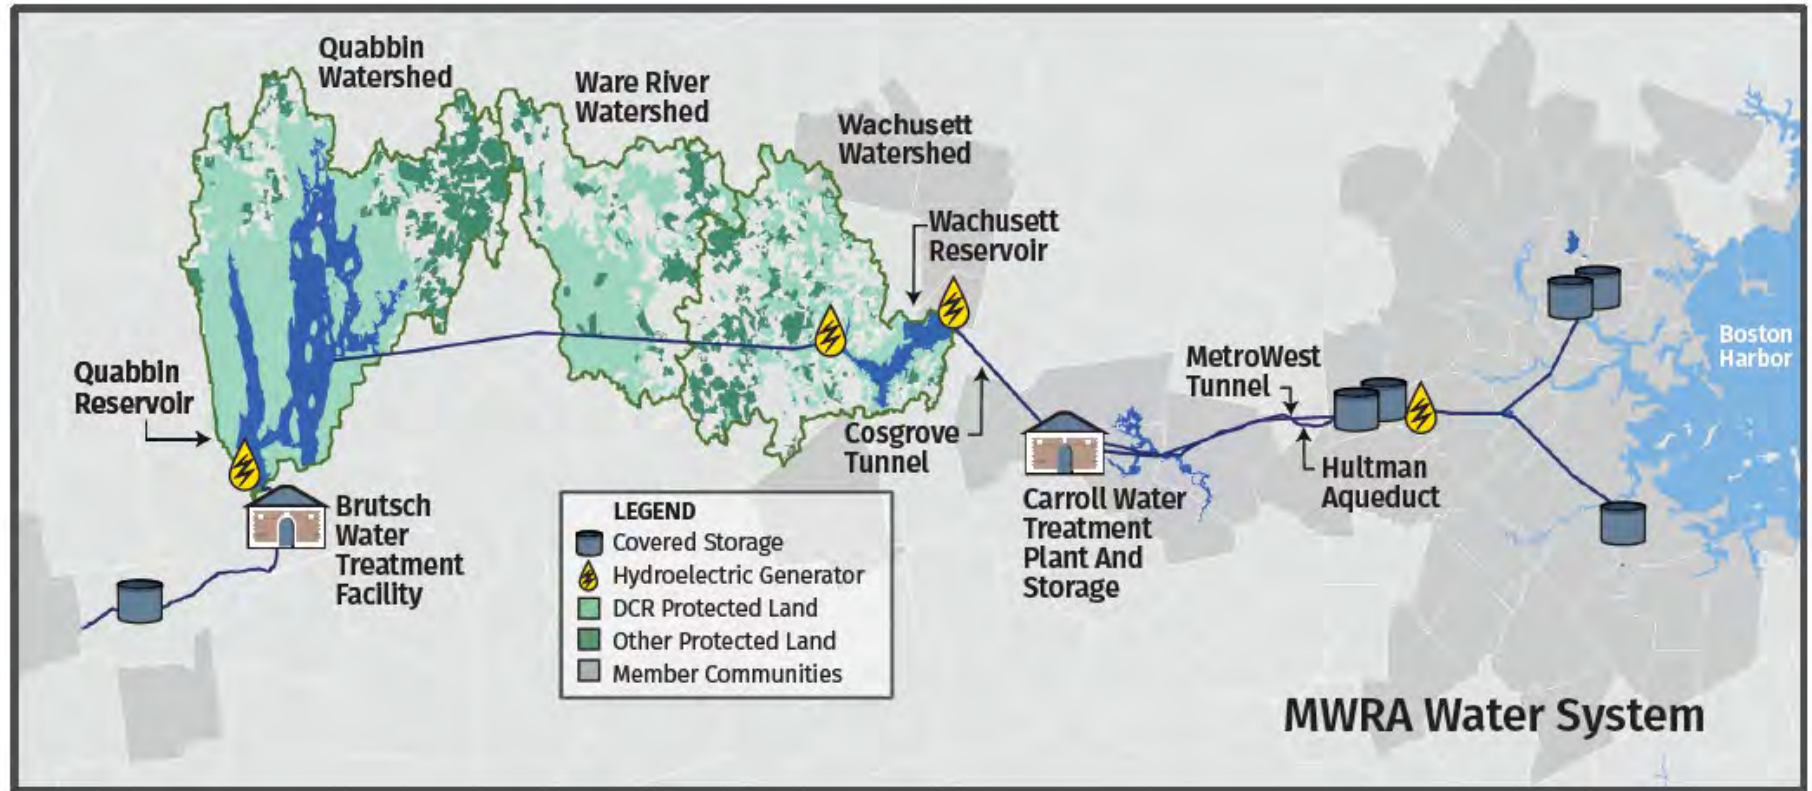 Quabbin
Watershed
Ware River
Watershed
Wachusett
Watershed
Wachusett
Reservoir
Boston
Harbor
MetroWest
Tunnel
Quabbin
Reservoir
Cosgrove
Tunnel
Hultman
Aqueduct
Brutsch
Water
Treatment
Facility
Carroll Water
Treatment
Plant And
Storage
LEGEND
Covered Storage
Hydroelectric Generator
DCR Protected Land
Other Protected Land
Member Communities
MWRA Water System